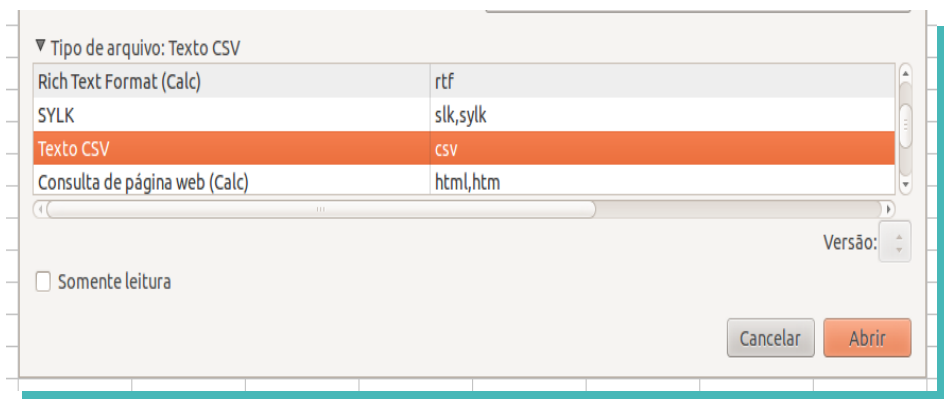 Tipo de arquivo: Texto CSV
Rich Text Format (Calc) rtf
SYLK slk,sylk
Texto CSV csv
Consulta de página web (Calc) html,htm
Versão:
Somente leitura
Cancelar Abrir